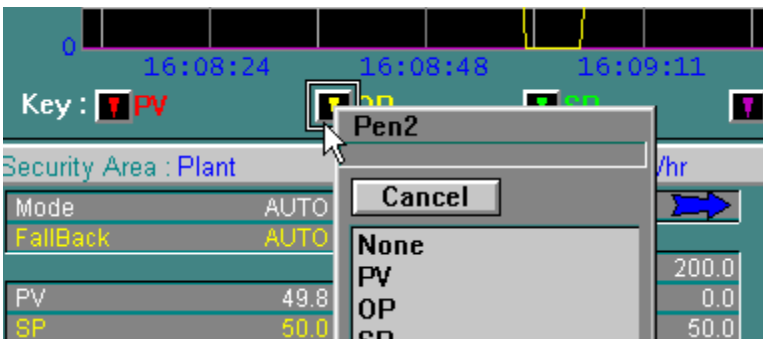 0
16:08:24 16:08:48 16:09:11
Key : PV OP SP
Pen2
Security Area : Plant /hr
Cancel
Mode AUTO
FallBack AUTO
None
200.0
PV
PV 49.8 0.0
OP
SP 50.0 50.0
SP